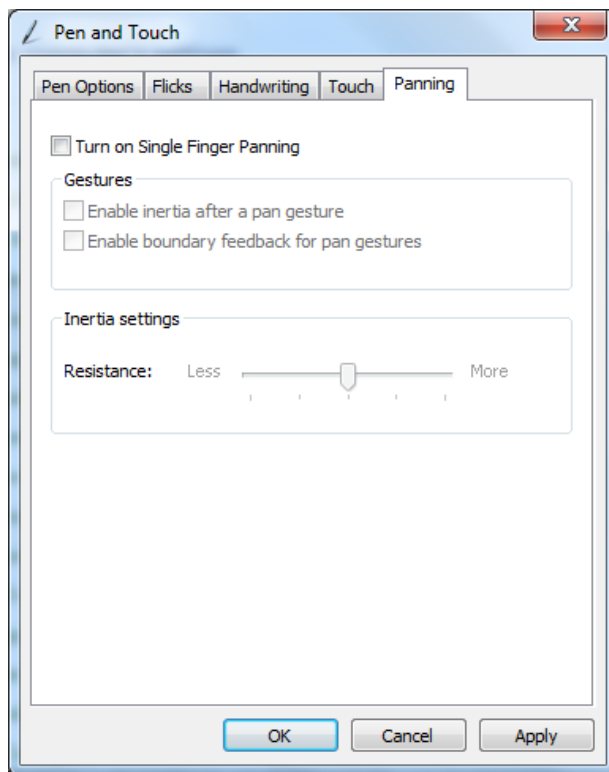 Pen and Touch
Pen Options Flicks Handwriting Touch Panning
Turn on Single Finger Panning
Gestures
Enable inertia after a pan gesture
Enable boundary feedback for pan gestures
Inertia settings
Resistance: Less More
OK Cancel Apply